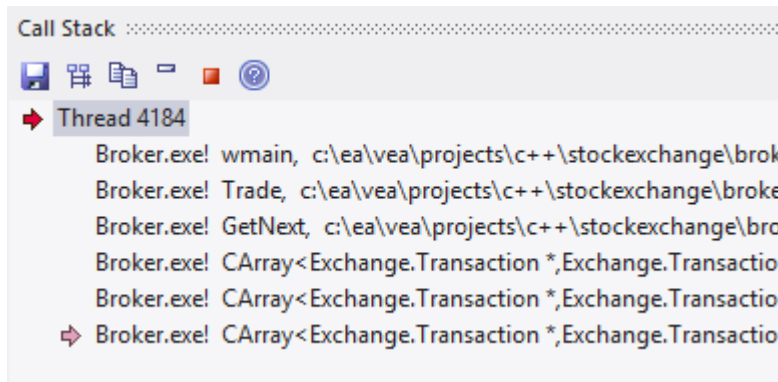 Call Stack
Thread 4184
Broker.exe! wmain, c:\ea\vea\projects\c++\stockexchange\brok
Broker.exe! Trade, c:\ea\vea\projects\c++\stockexchange\broke
Broker.exe! GetNext, c:\ea\vea\projects\c++\stockexchange\bro
Broker.exe! CArray<Exchange.Transaction *,Exchange.Transactio
Broker.exe! CArray<Exchange.Transaction *,Exchange.Transactio
Broker.exe! CArray<Exchange.Transaction *,Exchange.Transactio